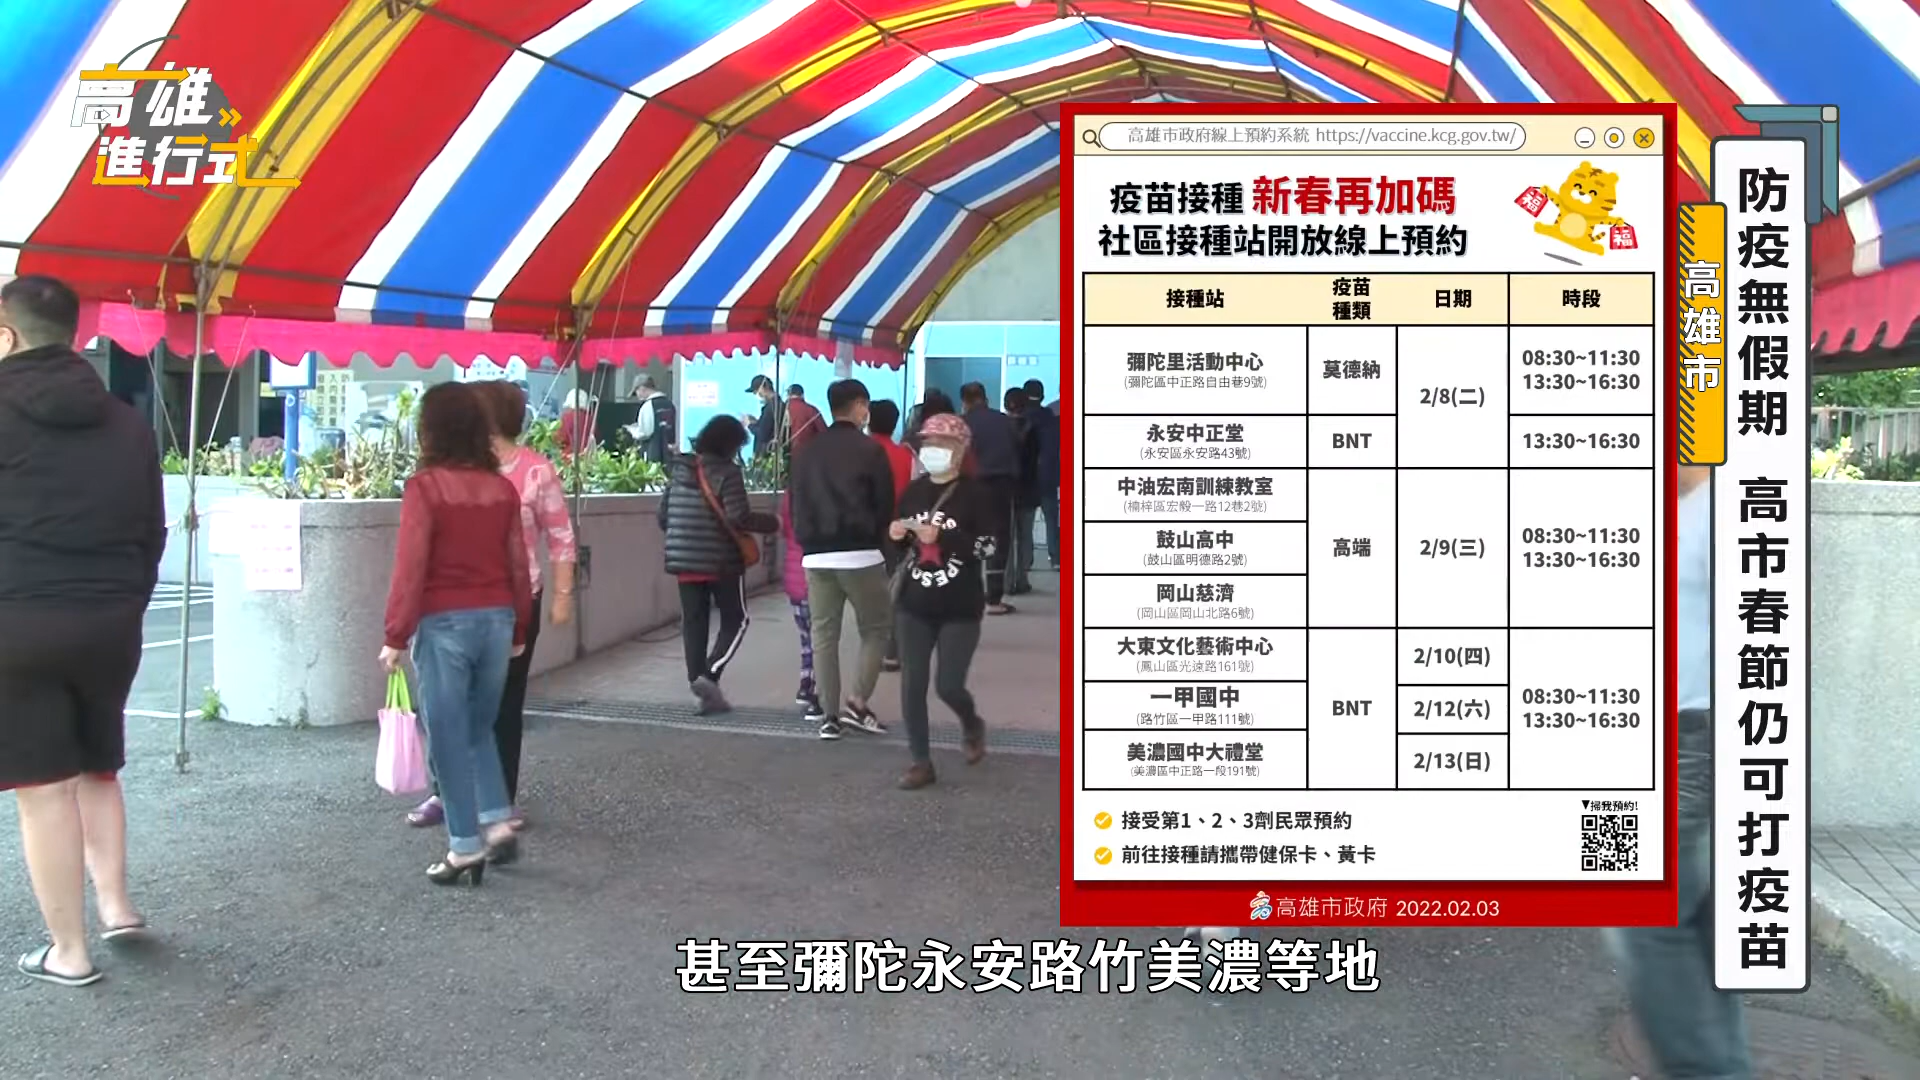 高雄
進行式
高雄市政府線上預約系統 https://vaccine.kcg.gov.tw/
疫苗接種 新春再加碼
社區接種站開放線上預約
福
福
接種站 疫苗種類 日期 時段
彌陀里活動中心
(彌陀區中正路自由巷9號)
莫德納
2/8(二)
08:30~11:30
13:30~16:30
永安中正堂
(永安區永安路43號)
BNT
13:30~16:30
中油宏南訓練教室
(楠梓區宏毅一路12巷2號)
鼓山高中
(鼓山區明德路2號)
岡山慈濟
(岡山區岡山北路6號)
高端
2/9(三)
08:30~11:30
13:30~16:30
大東文化藝術中心
(鳳山區光遠路161號)
2/10(四)
一甲國中
(路竹區一甲路111號)
BNT
2/12(六)
08:30~11:30
13:30~16:30
美濃國中大禮堂
(美濃區中正路一段191號)
2/13(日)
接受第1、2、3劑民眾預約
前往接種請攜帶健保卡、黃卡
▼掃我預約!
高雄市政府 2022.02.03
高雄市
防疫無假期 高市春節仍可打疫苗
甚至彌陀永安路竹美濃等地